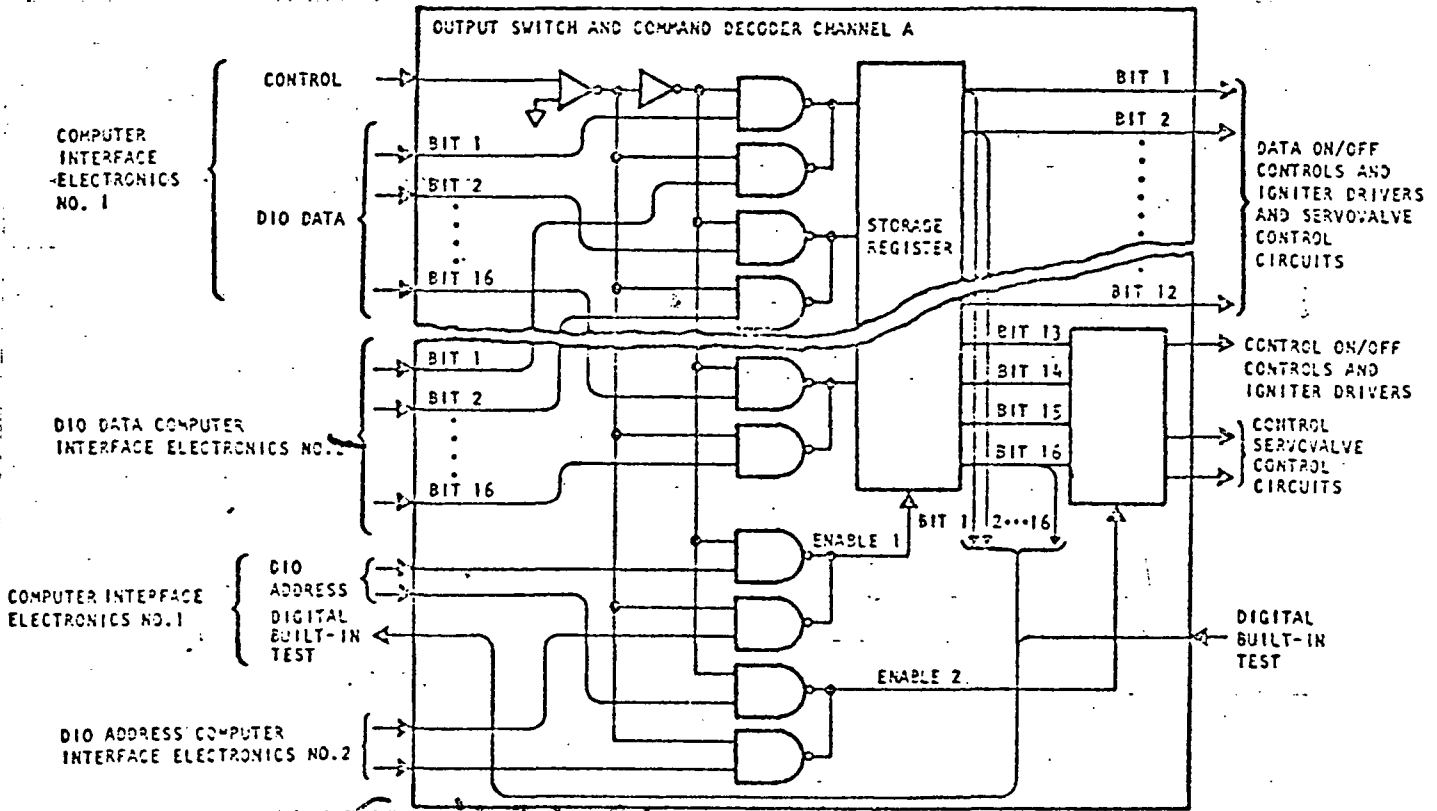 OUTPUT SWITCH AND COMMAND DECODER CHANNEL A
CONTROL
COMPUTER
INTERFACE
ELECTRONICS
NO. 1
DIO DATA
BIT 1
BIT 2
BIT 16
DIO DATA COMPUTER
INTERFACE ELECTRONICS NO.
BIT 1
BIT 2
BIT 16
COMPUTER INTERFACE
ELECTRONICS NO.1
DIO
ADDRESS
DIGITAL
BUILT-IN
TEST
DIO ADDRESS COMPUTER
INTERFACE ELECTRONICS NO.2
STORAGE
REGISTER
ENABLE 1
ENABLE 2
BIT 1
BIT 2
BIT 12
BIT 13
BIT 14
BIT 15
BIT 16
BIT 1 2...16
DATA ON/OFF
CONTROLS AND
IGNITER DRIVERS
AND SERVOVALVE
CONTROL
CIRCUITS
CONTROL ON/OFF
CONTROLS AND
IGNITER DRIVERS
CONTROL
SERVOVALVE
CONTROL
CIRCUITS
DIGITAL
BUILT-IN
TEST